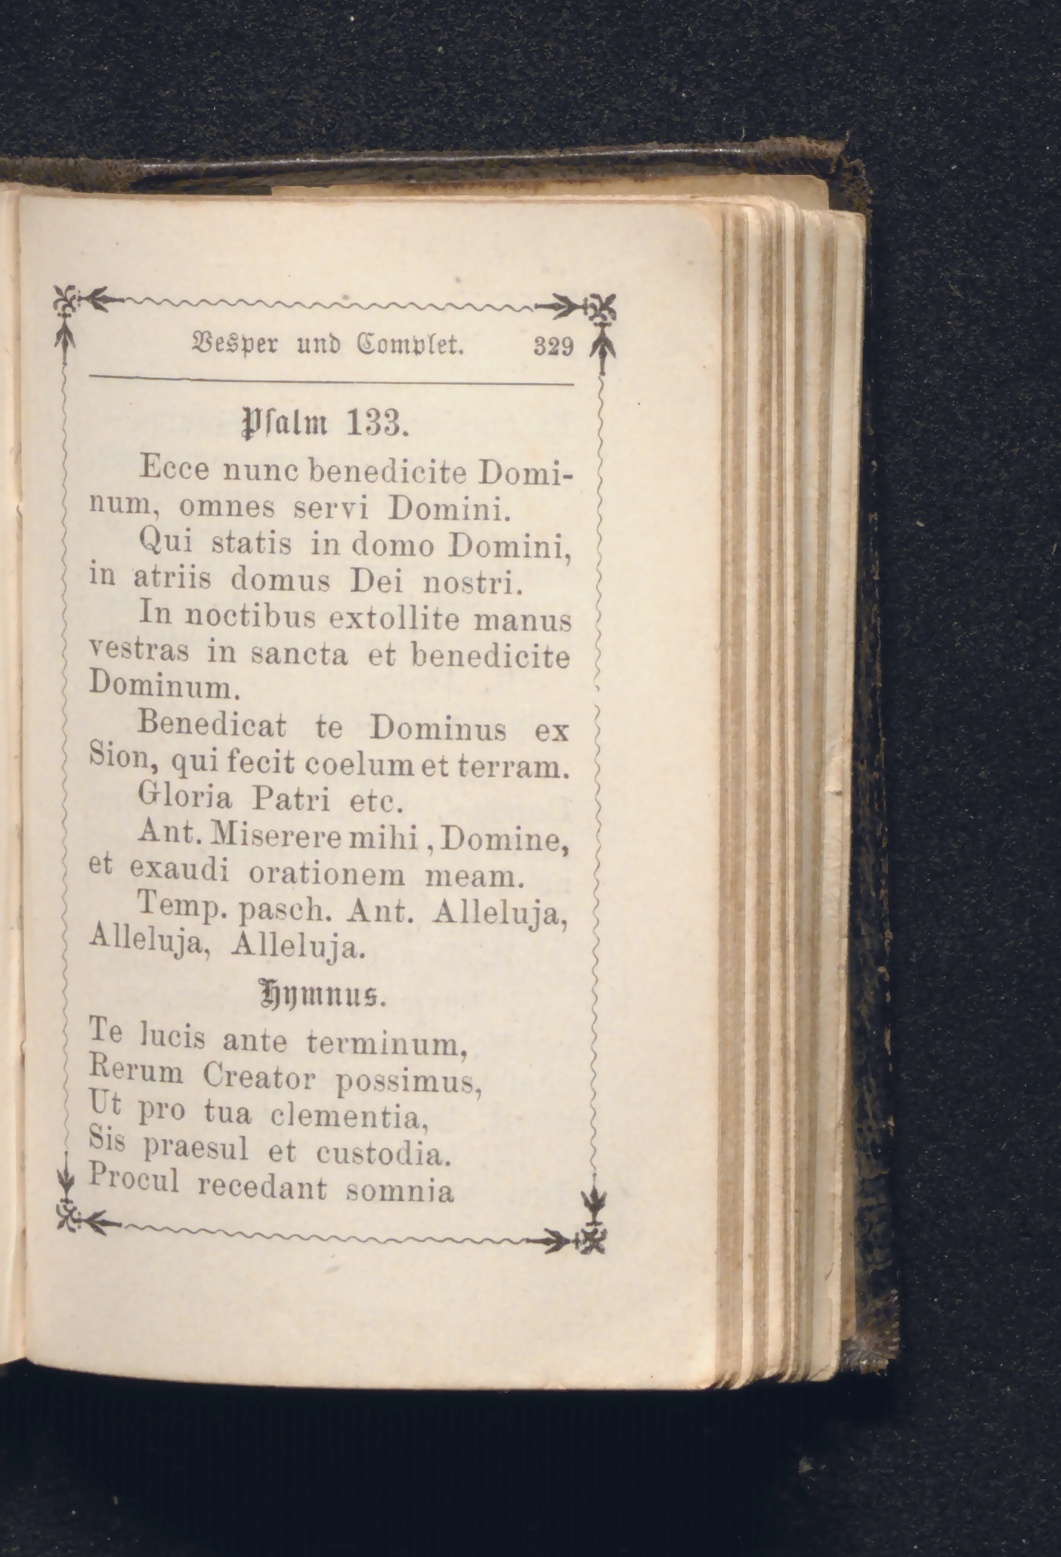 Vesper und Complet. 329
Psalm 133.
Ecce nunc benedicite Domi-
num, omnes servi Domini.
Qui statis in domo Domini,
in atriis domus Dei nostri.
In noctibus extollite manus
vestras in sancta et benedicite
Dominum.
Benedicat te Dominus ex
Sion, qui fecit coelum et terram.
Gloria Patri etc.
Ant. Miserere mihi, Domine,
et exaudi orationem meam.
Temp. pasch. Ant. Alleluja,
Alleluja, Alleluja.
Hymnus.
Te lucis ante terminum,
Rerum Creator possimus,
Ut pro tua clementia,
Sis praesul et custodia.
Procul recedant somnia